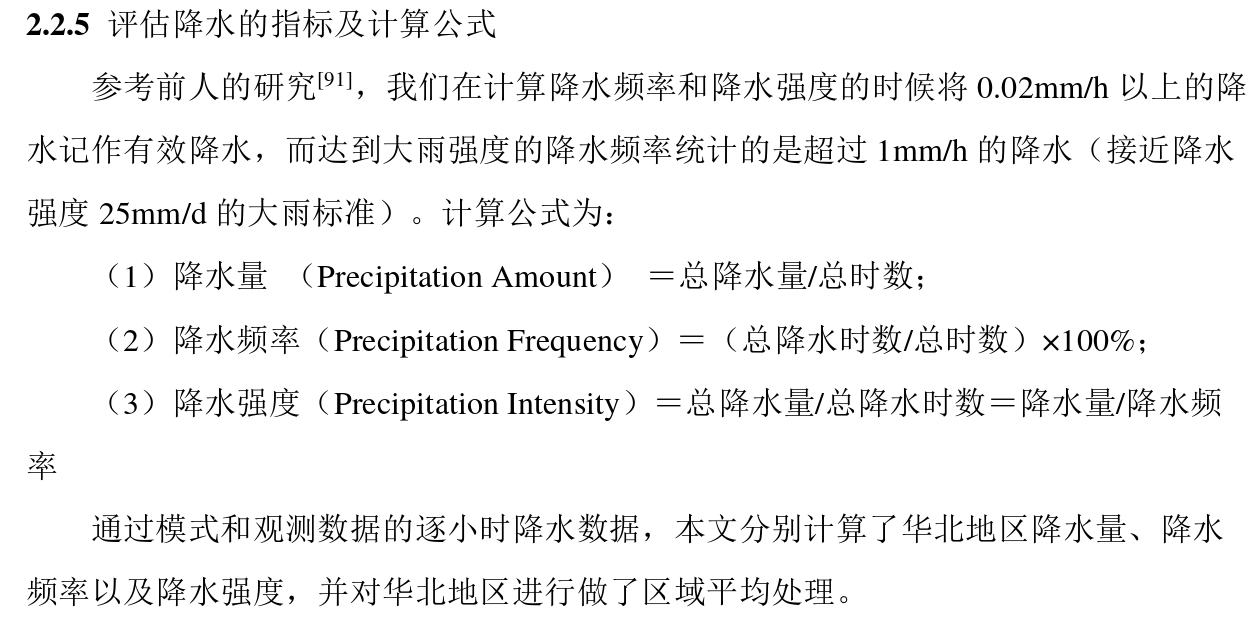 2.2.5 评估降水的指标及计算公式
参考前人的研究[91]，我们在计算降水频率和降水强度的时候将 0.02mm/h 以上的降
水记作有效降水，而达到大雨强度的降水频率统计的是超过 1mm/h 的降水（接近降水
强度 25mm/d 的大雨标准）。计算公式为：
（1）降水量 （Precipitation Amount） ＝总降水量/总时数；
（2）降水频率（Precipitation Frequency）＝（总降水时数/总时数）×100%；
（3）降水强度（Precipitation Intensity）＝总降水量/总降水时数＝降水量/降水频
率
通过模式和观测数据的逐小时降水数据，本文分别计算了华北地区降水量、降水
频率以及降水强度，并对华北地区进行做了区域平均处理。